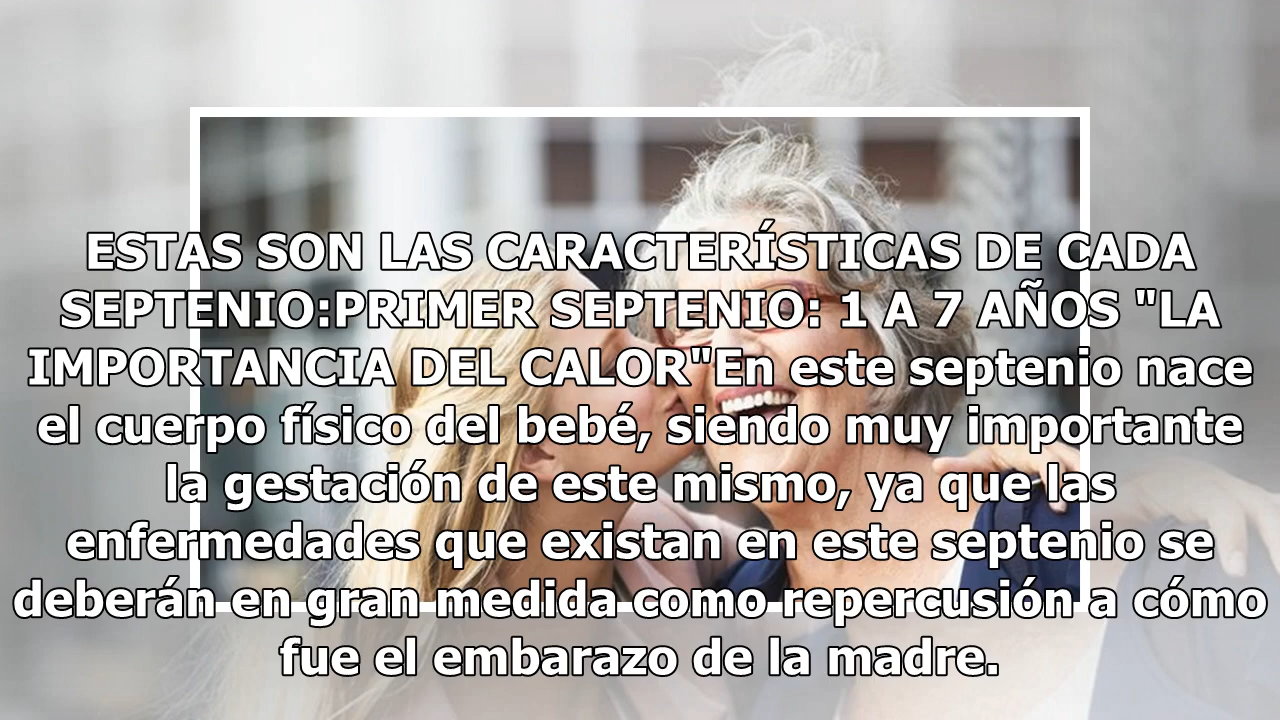 ESTAS SON LAS CARACTERÍSTICAS DE CADA
SEPTENIO:PRIMER SEPTENIO: 1 A 7 AÑOS "LA
IMPORTANCIA DEL CALOR"En este septenio nace
el cuerpo físico del bebé, siendo muy importante
la gestación de este mismo, ya que las
enfermedades que existan en este septenio se
deberán en gran medida como repercusión a cómo
fue el embarazo de la madre.